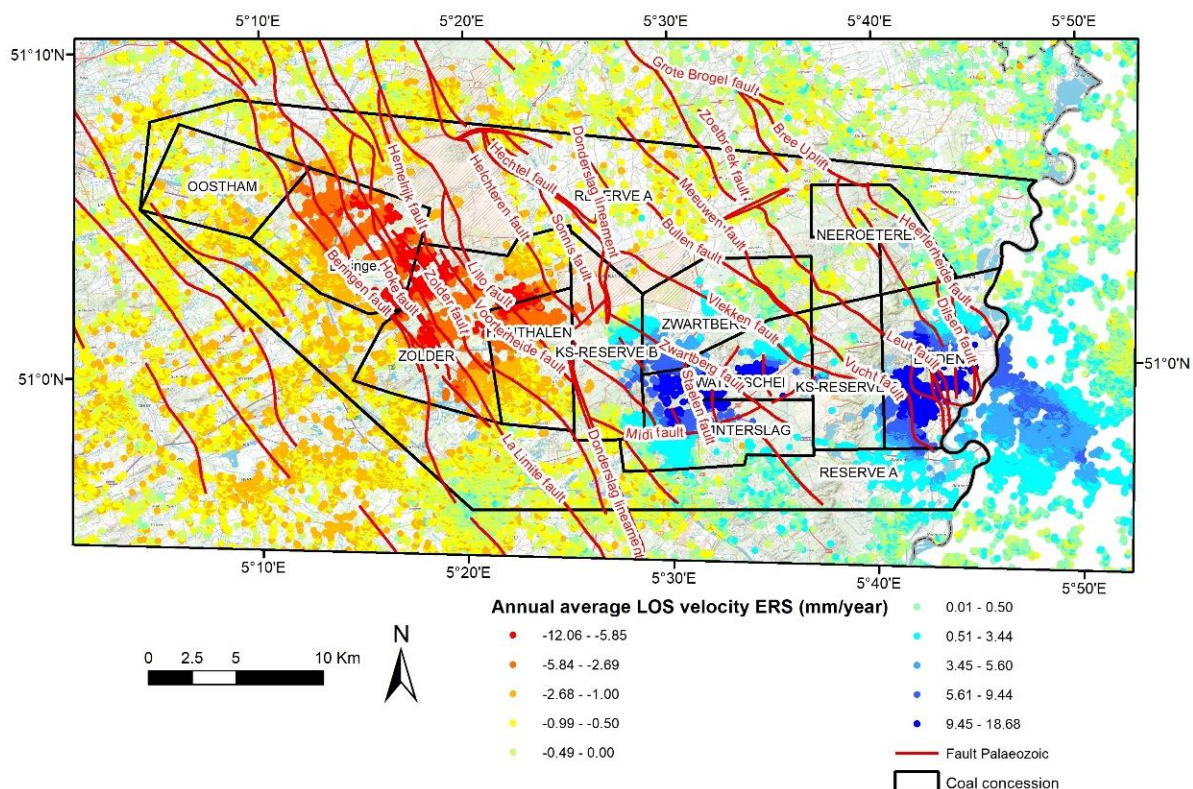 5°10'E 5°20'E 5°30'E 5°40'E 5°50'E
51°10'N
Grote Brogel fault
Zoetbreek fault
Bree Uplift
Donderslag lineament
Hechtel fault
Helchteren fault
Hemelrijk fault
OOSTHAM
RESERVE A
Meeuwen fault
NEEROETEREN
Heerlerheide fault
Sonnis fault
Bullen fault
Beringen fault
Hoke fault
Zolder fault
Lillo fault
Voorterheide fault
Vlekken fault
ZWARTBERG
Dilsen fault
Leut fault
ZOLDER
KS-RESERVE B
Zwartberg fault
Vucht fault
51°0'N
51°0'N
KS-RESERVE
Staelen fault
Midi fault
La Limite fault
Donderslag lineament
RESERVE A
5°10'E 5°20'E 5°30'E 5°40'E 5°50'E
Annual average LOS velocity ERS (mm/year)
-12.06 - -5.85
-5.84 - -2.69
-2.68 - -1.00
-0.99 - -0.50
-0.49 - 0.00
0.01 - 0.50
0.51 - 3.44
3.45 - 5.60
5.61 - 9.44
9.45 - 18.68
Fault Palaeozoic
Coal concession
N
0 2.5 5 10 Km